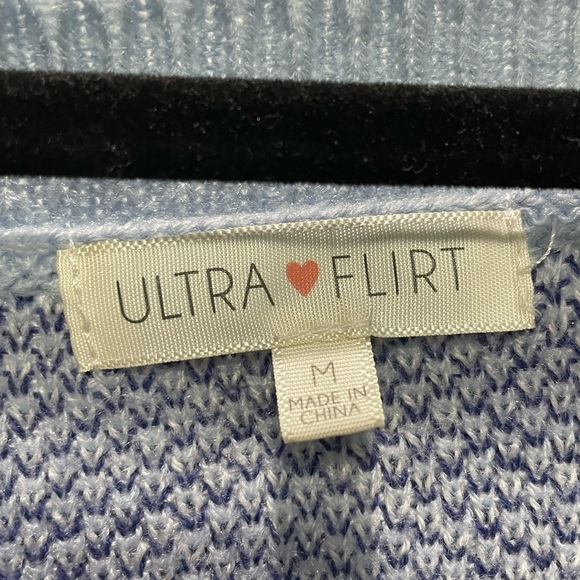 ULTRA ♥ FLIRT
M
MADE IN
CHINA